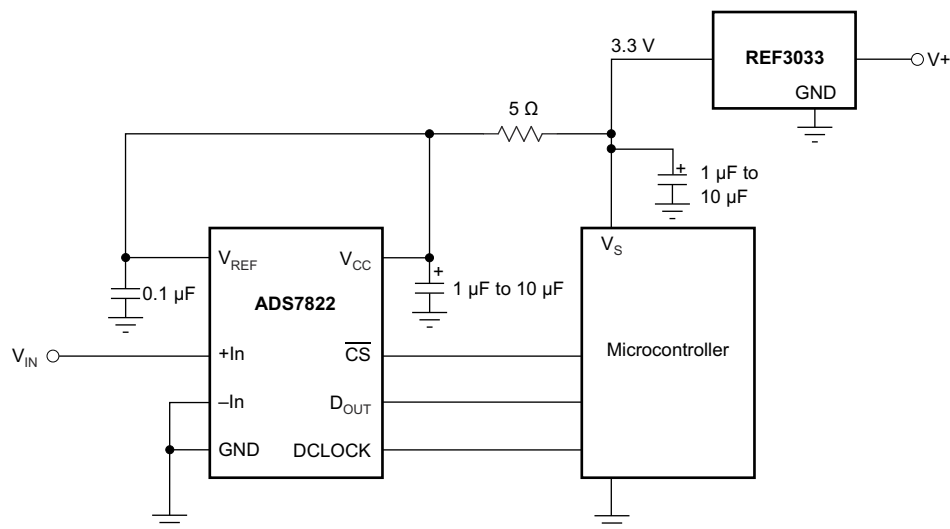 3.3 V
REF3033
V+
GND
5 Ω
+
1 µF to
10 µF
VREF
VCC
VS
+
0.1 µF
ADS7822
1 µF to 10 µF
VIN
+In
CS
Microcontroller
–In
DOUT
GND
DCLOCK